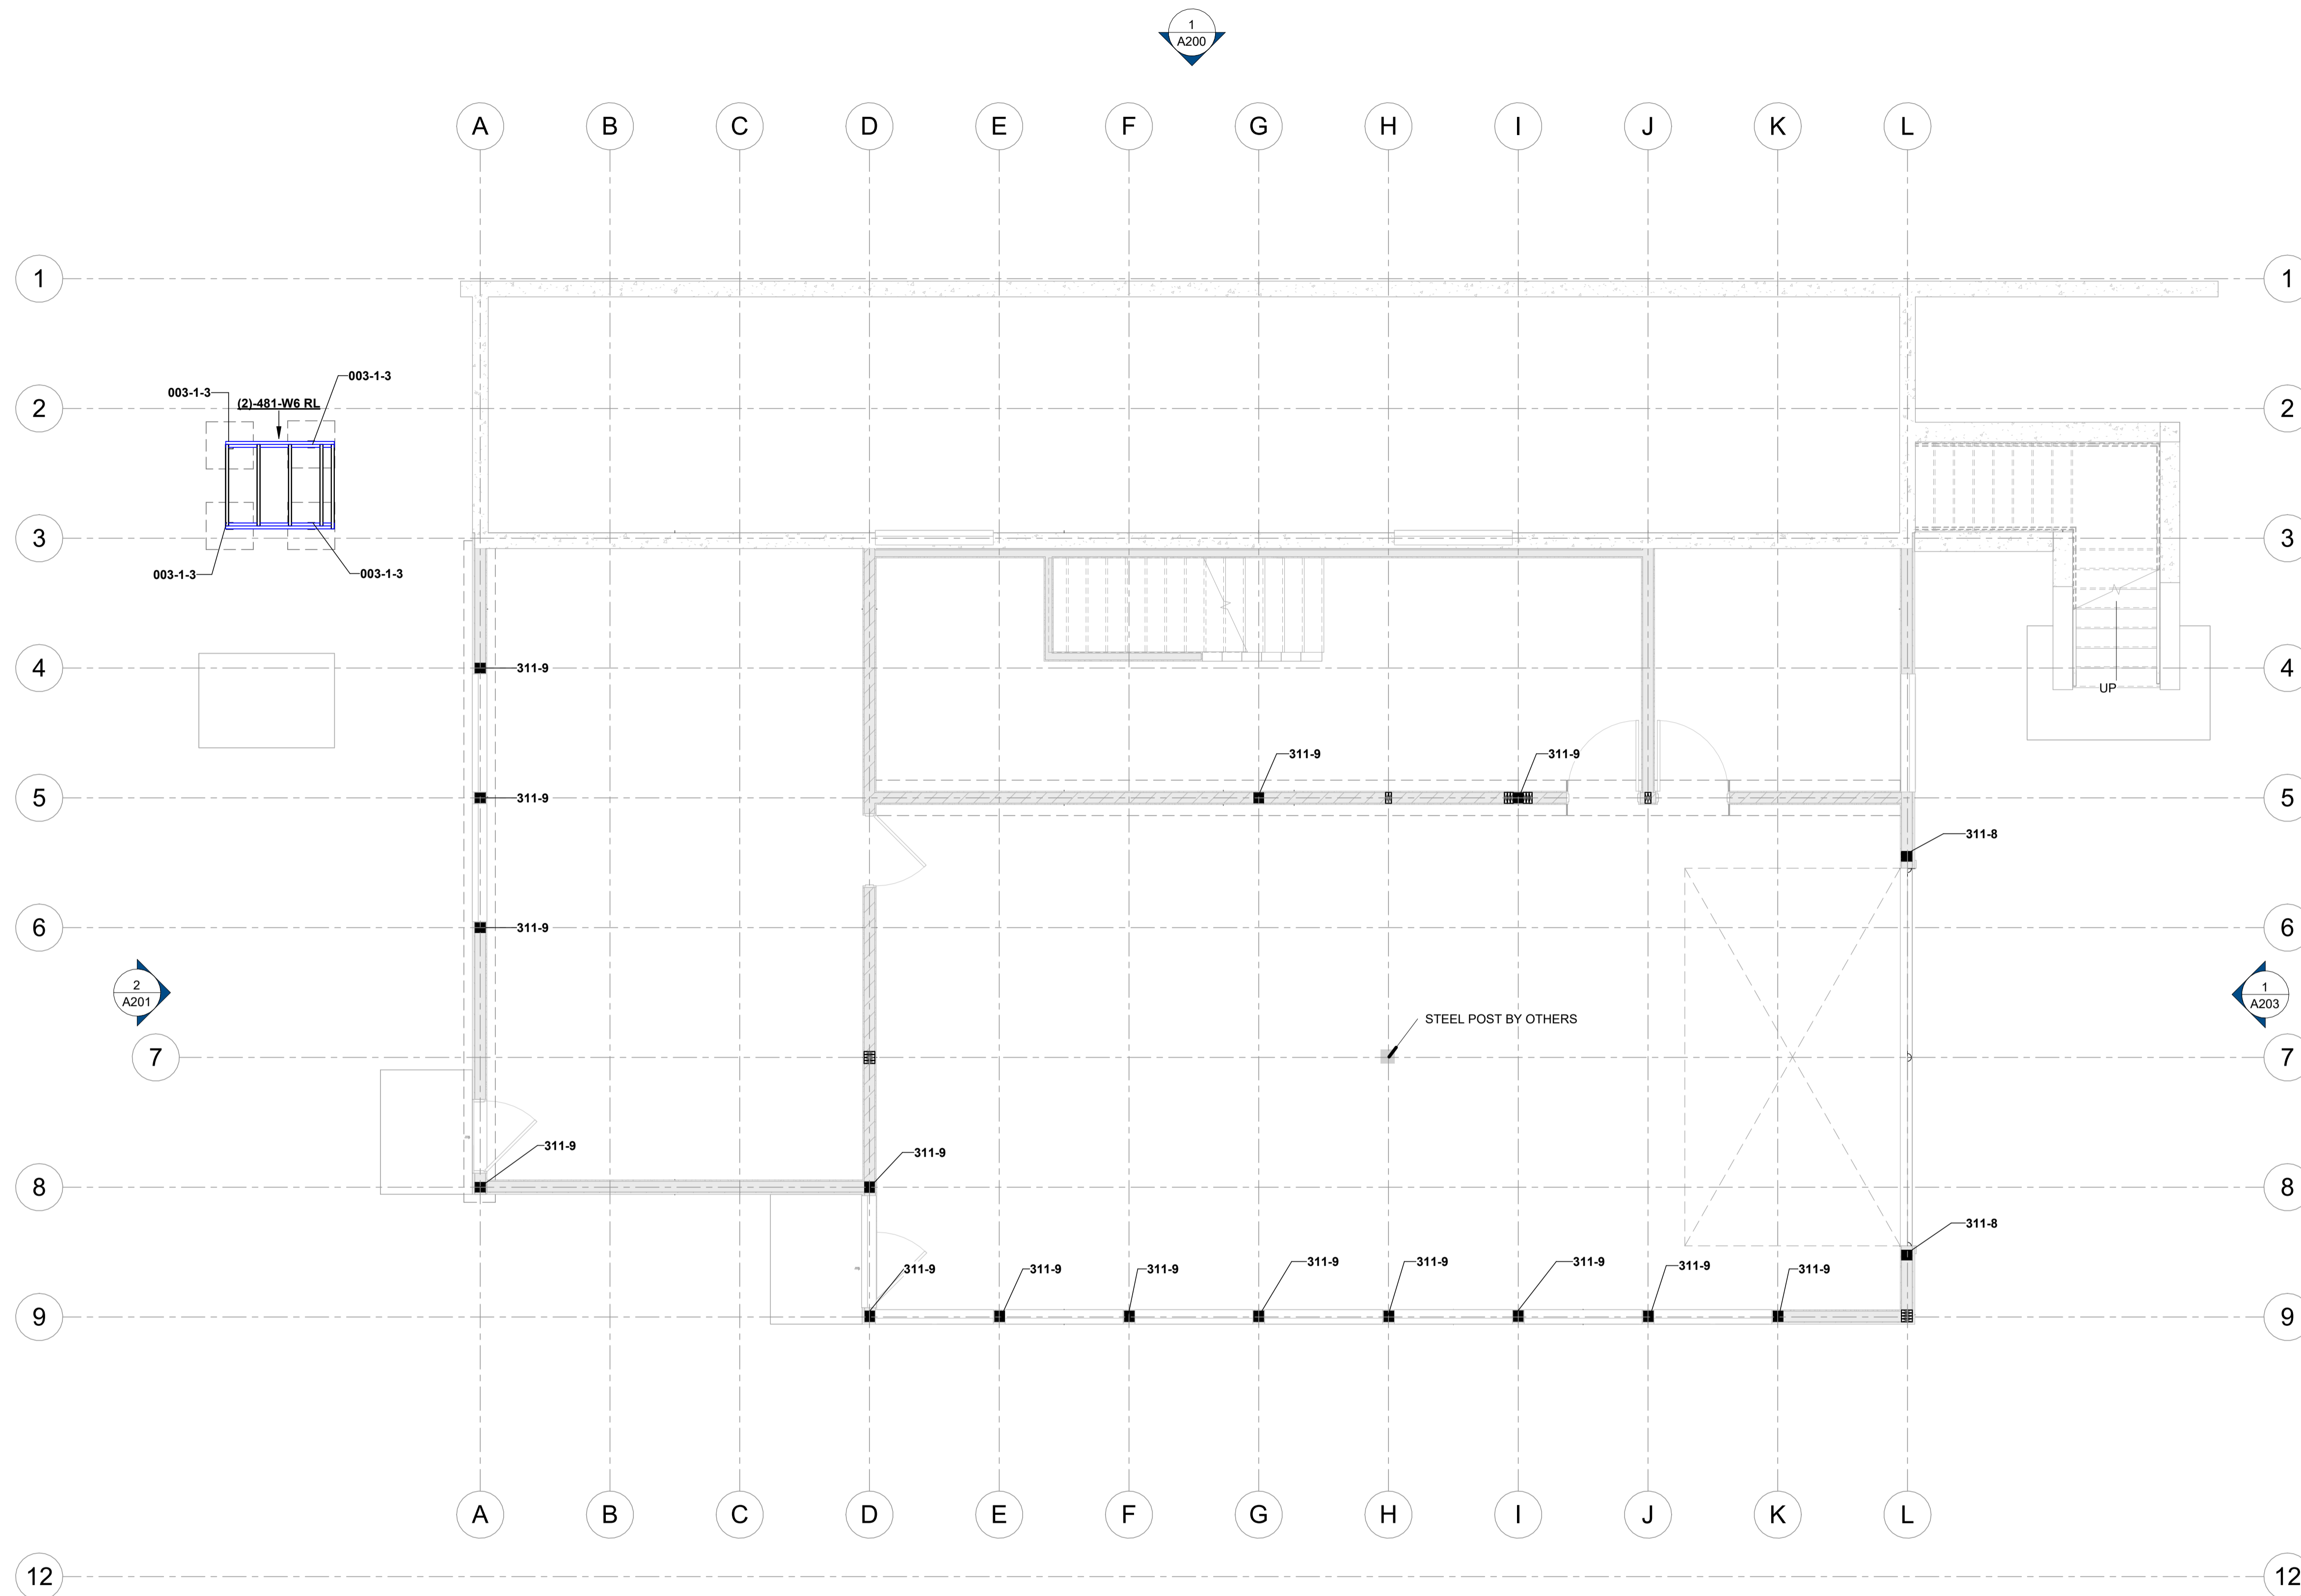 1
A200
A B C D E F G H I J K L
1 1
003-1-3
003-1-3
(2)-481-W6 RL
2 2
3 3
003-1-3 003-1-3
4 311-9 4
UP
311-9 311-9
5 311-9 5
311-8
6 311-9 6
2
A201
1
A203
STEEL POST BY OTHERS
7 7
311-9 311-9
8 8
311-8
311-9 311-9 311-9 311-9 311-9 311-9 311-9 311-9
9 9
A B C D E F G H I J K L
12 12